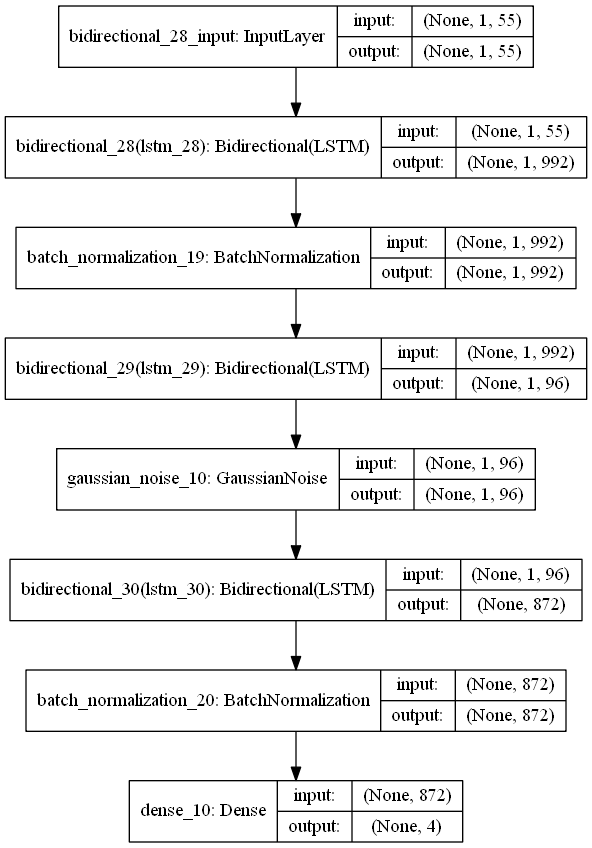 bidirectional_28_input: InputLayer
input: (None, 1, 55)
output: (None, 1, 55)
bidirectional_28(lstm_28): Bidirectional(LSTM)
input: (None, 1, 55)
output: (None, 1, 992)
batch_normalization_19: BatchNormalization
input: (None, 1, 992)
output: (None, 1, 992)
bidirectional_29(lstm_29): Bidirectional(LSTM)
input: (None, 1, 992)
output: (None, 1, 96)
gaussian_noise_10: GaussianNoise
input: (None, 1, 96)
output: (None, 1, 96)
bidirectional_30(lstm_30): Bidirectional(LSTM)
input: (None, 1, 96)
output: (None, 872)
batch_normalization_20: BatchNormalization
input: (None, 872)
output: (None, 872)
dense_10: Dense
input: (None, 872)
output: (None, 4)